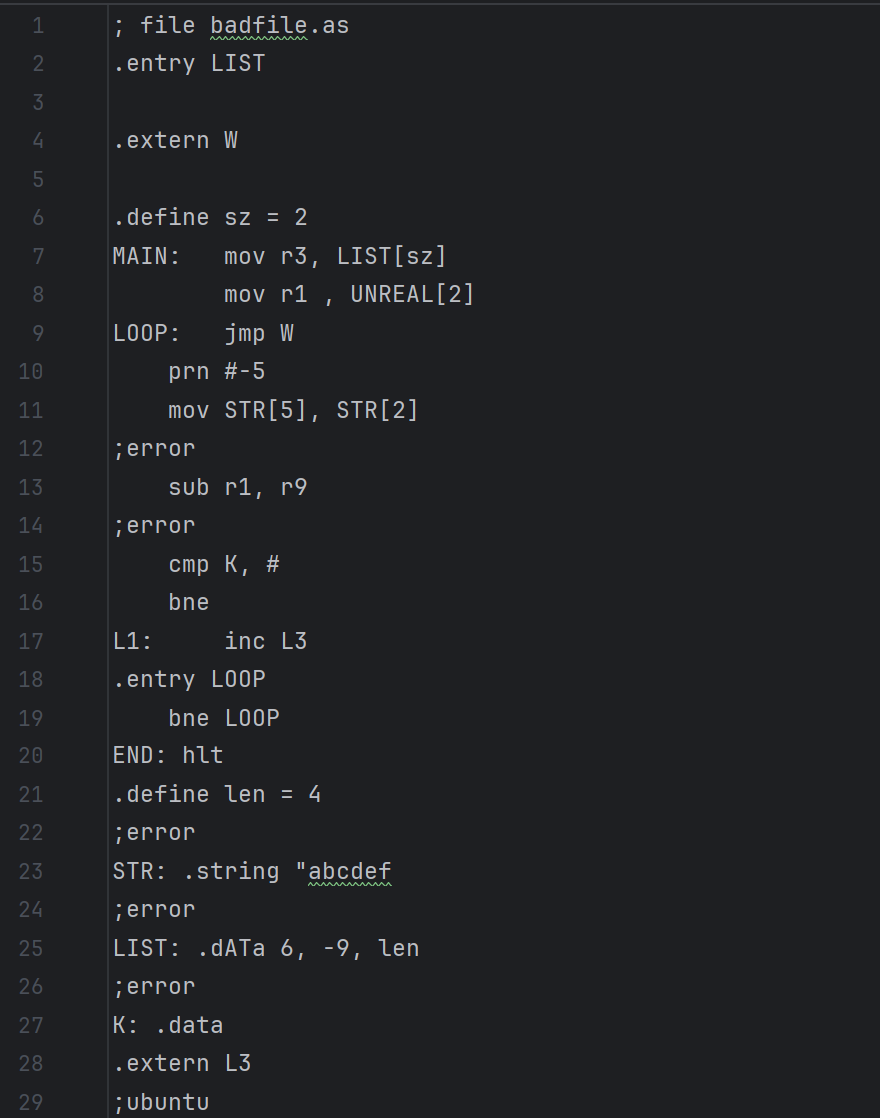 1 ; file badfile.as
2 .entry LIST
3
4 .extern W
5
6 .define sz = 2
7 MAIN:   mov r3, LIST[sz]
8         mov r1 , UNREAL[2]
9 LOOP:   jmp W
10     prn #-5
11     mov STR[5], STR[2]
12 ;error
13     sub r1, r9
14 ;error
15     cmp K, #
16     bne
17 L1:     inc L3
18 .entry LOOP
19     bne LOOP
20 END: hlt
21 .define len = 4
22 ;error
23 STR: .string "abcdef
24 ;error
25 LIST: .dATa 6, -9, len
26 ;error
27 K: .data
28 .extern L3
29 ;ubuntu